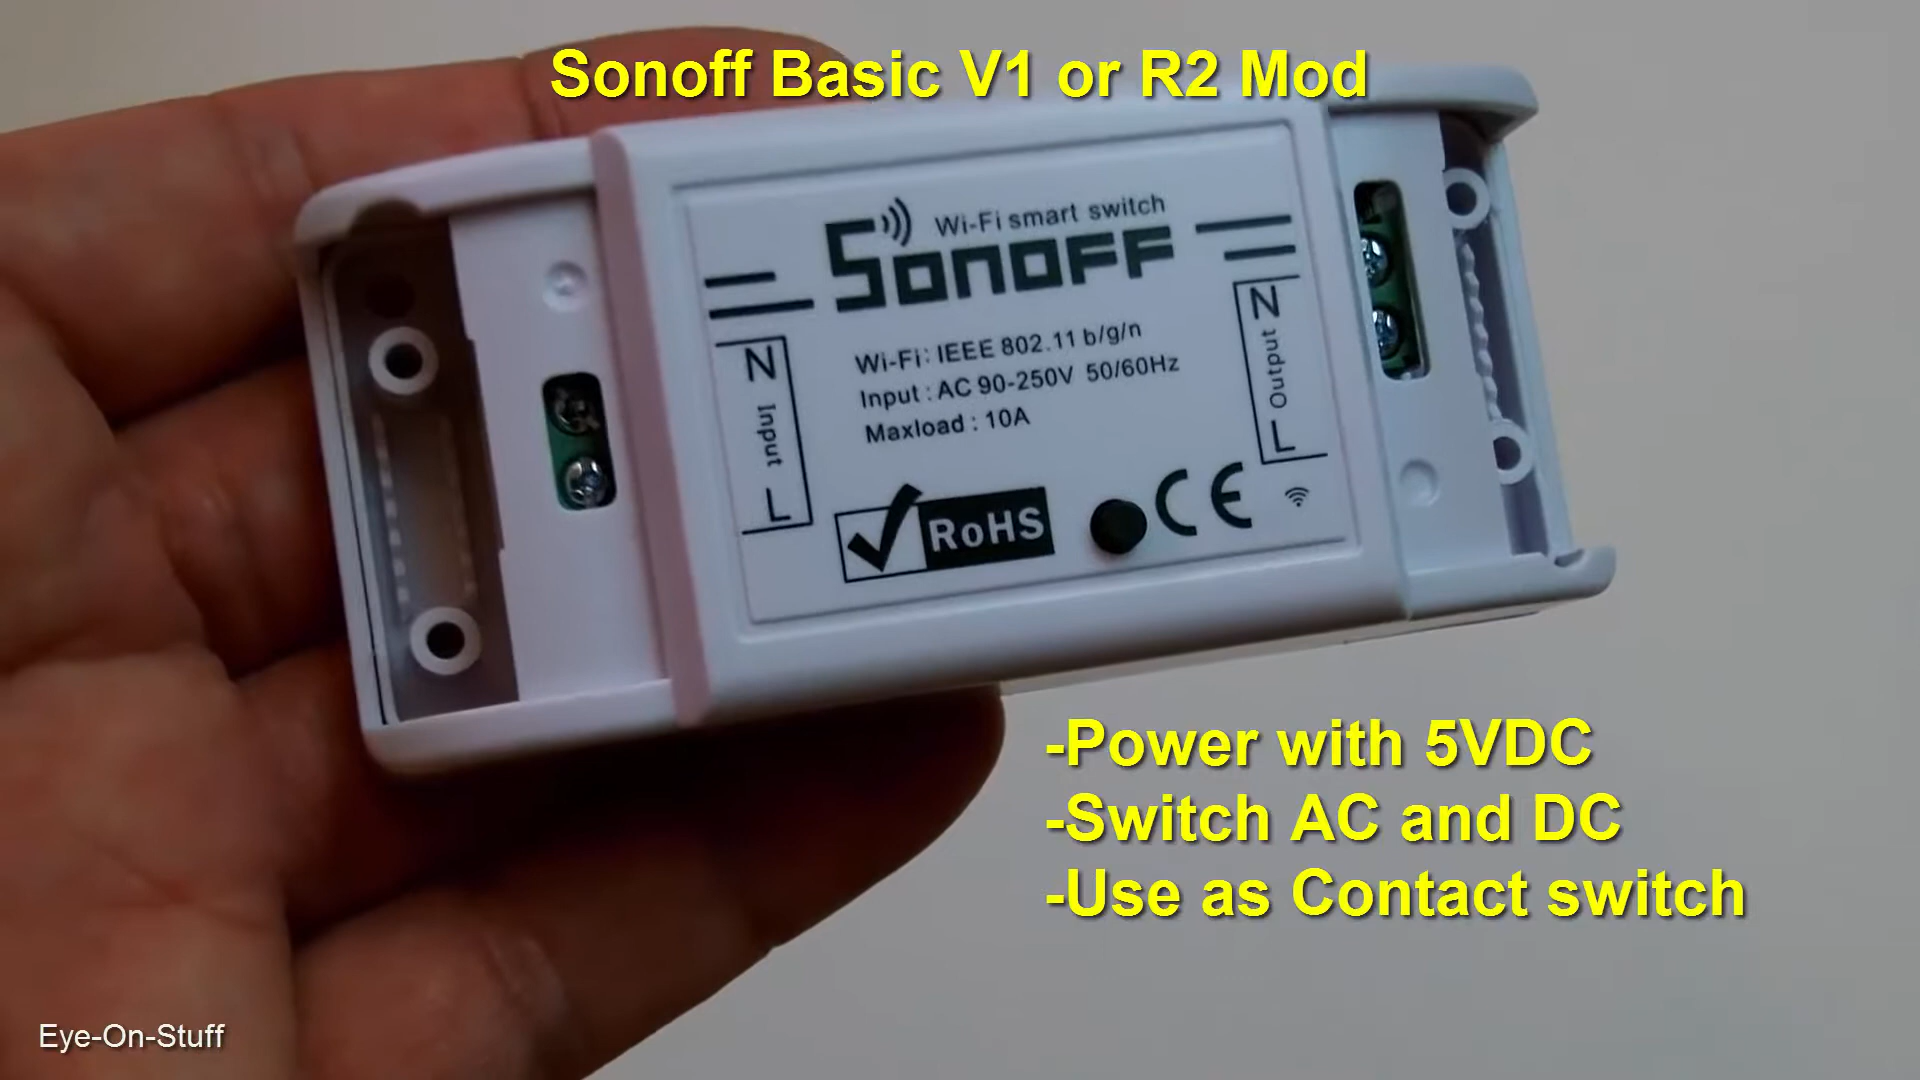 Sonoff Basic V1 or R2 Mod
Wi-Fi smart switch
SONOFF
N Input L
Wi-Fi: IEEE 802.11 b/g/n
Input : AC 90-250V 50/60Hz
Maxload : 10A
N Output L
RoHS
CE
-Power with 5VDC
-Switch AC and DC
-Use as Contact switch
Eye-On-Stuff